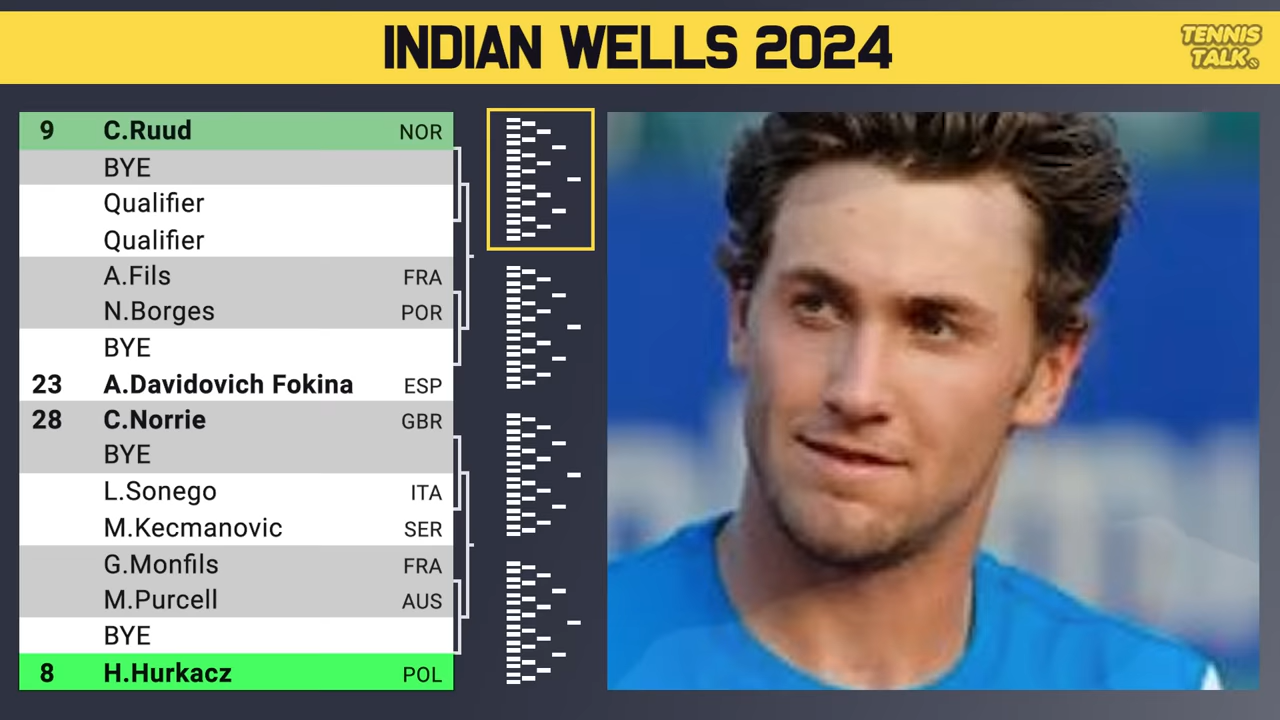 INDIAN WELLS 2024
TENNIS
TALK
9 C.Ruud NOR
BYE
Qualifier
Qualifier
A.Fils FRA
N.Borges POR
BYE
23 A.Davidovich Fokina ESP
28 C.Norrie GBR
BYE
L.Sonego ITA
M.Kecmanovic SER
G.Monfils FRA
M.Purcell AUS
BYE
8 H.Hurkacz POL